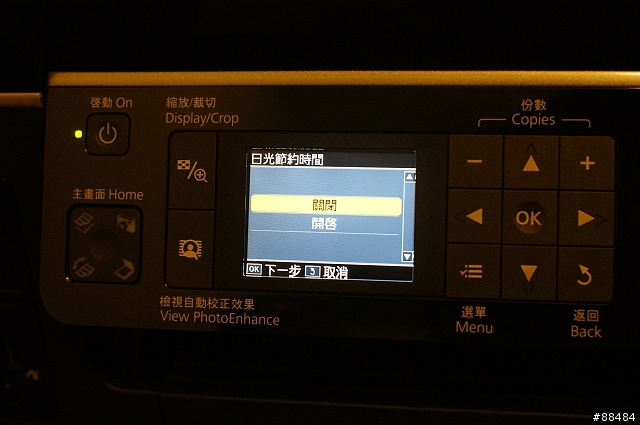 啓動 On
縮放/裁切
Display/Crop
份數
Copies
主畫面 Home
日光節約時間
關閉
開啓
OK 下一步 取消
OK
檢視自動校正效果
View PhotoEnhance
選單
Menu
返回
Back
#88484